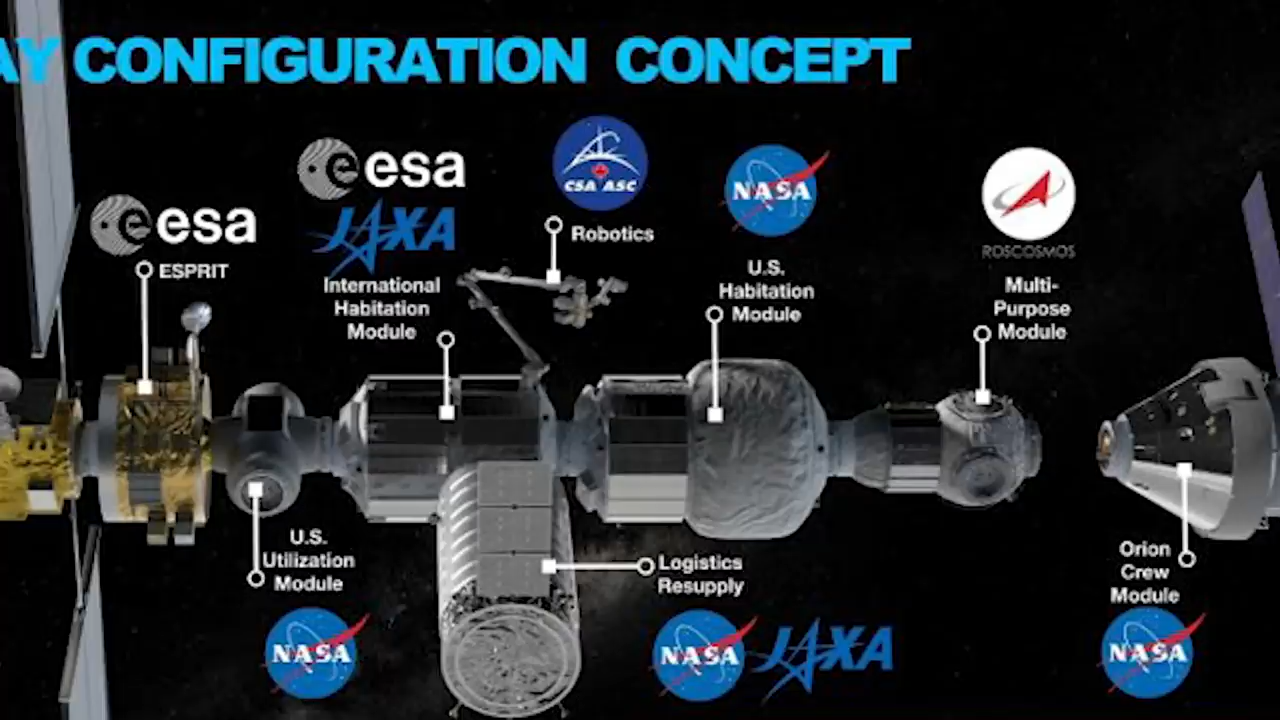 AY CONFIGURATION CONCEPT
esa
esa
JAXA
CSA ASC
NASA
ROSCOSMOS
ESPRIT
International
Habitation
Module
Robotics
U.S.
Habitation
Module
Multi-
Purpose
Module
U.S.
Utilization
Module
NASA
Logistics
Resupply
NASA
JAXA
Orion
Crew
Module
NASA